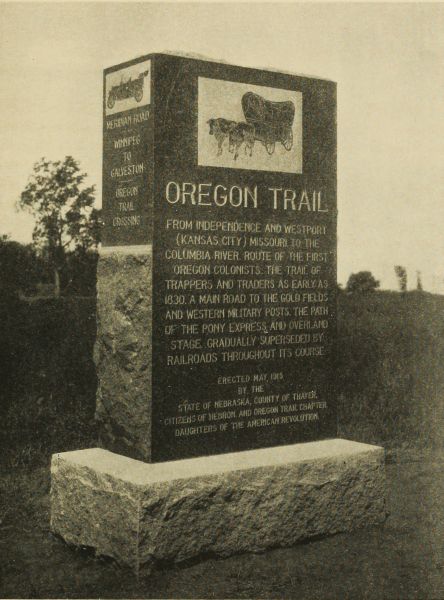 MERIDIAN ROAD
WINNIPEG
TO
GALVESTON
OREGON
TRAIL
CROSSING
OREGON TRAIL
FROM INDEPENDENCE AND WESTPORT
(KANSAS CITY) MISSOURI, TO THE
COLUMBIA RIVER. ROUTE OF THE FIRST
OREGON COLONISTS. THE TRAIL OF
TRAPPERS AND TRADERS AS EARLY AS
1830. A MAIN ROAD TO THE GOLD FIELDS
AND WESTERN MILITARY POSTS. THE PATH
OF THE PONY EXPRESS AND OVERLAND
STAGE. GRADUALLY SUPERSEDED BY
RAILROADS THROUGHOUT ITS COURSE.
ERECTED MAY, 1915
BY THE
STATE OF NEBRASKA, COUNTY OF THAYER,
CITIZENS OF HEBRON, AND OREGON TRAIL CHAPTER
DAUGHTERS OF THE AMERICAN REVOLUTION.